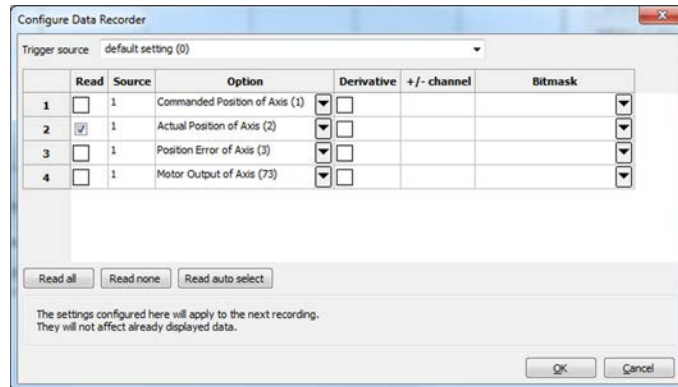 Configure Data Recorder
Trigger source default setting (0)
Read Source Option Derivative +/- channel Bitmask
1 1 Commanded Position of Axis (1)
2 1 Actual Position of Axis (2)
3 1 Position Error of Axis (3)
4 1 Motor Output of Axis (73)
Read all Read none Read auto select
The settings configured here will apply to the next recording.
They will not affect already displayed data.
OK Cancel